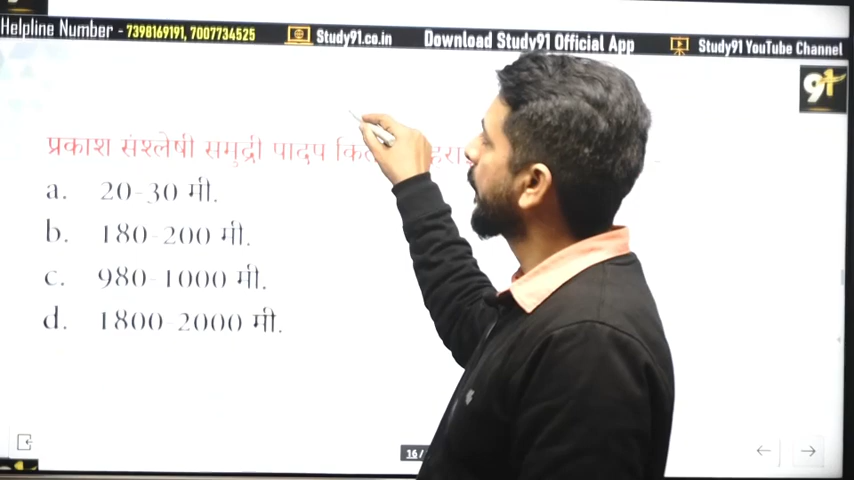 Helpline Number - 7398169191, 7007734525 Study91.co.in Download Study91 Official App Study91 YouTube Channel
91
प्रकाश संश्लेषी समुद्री पादप
a. 20-30 मी.
b. 180-200 मी.
c. 980-1000 मी.
d. 1800-2000 मी.
16/